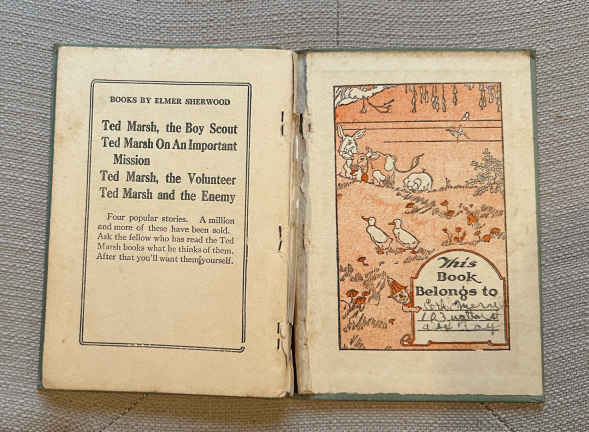 BOOKS BY ELMER SHERWOOD
Ted Marsh, the Boy Scout
Ted Marsh On An Important
Mission
Ted Marsh, the Volunteer
Ted Marsh and the Enemy
Four popular stories. A million
and more of these have been sold.
Ask the fellow who has read the Ted
Marsh books what he thinks of them.
After that you'll want them yourself.
This
Book
Belongs to